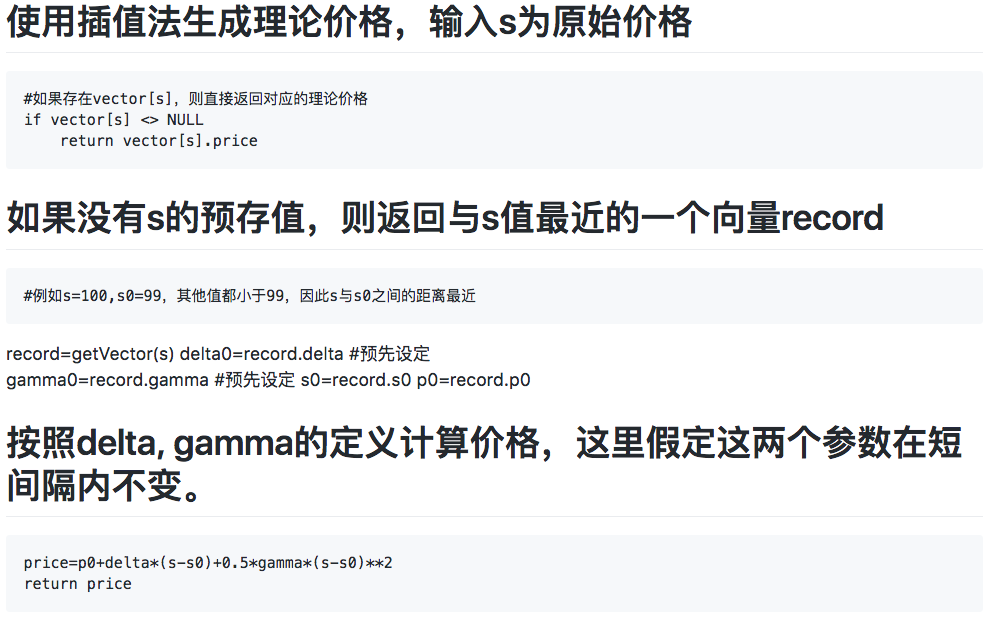 使用插值法生成理论价格，输入s为原始价格
#如果存在vector[s]，则直接返回对应的理论价格
if vector[s] <> NULL
    return vector[s].price
如果没有s的预存值，则返回与s值最近的一个向量record
#例如s=100,s0=99，其他值都小于99，因此s与s0之间的距离最近
record=getVector(s) delta0=record.delta #预先设定
gamma0=record.gamma #预先设定 s0=record.s0 p0=record.p0
按照delta, gamma的定义计算价格，这里假定这两个参数在短
间隔内不变。
price=p0+delta*(s-s0)+0.5*gamma*(s-s0)**2
return price